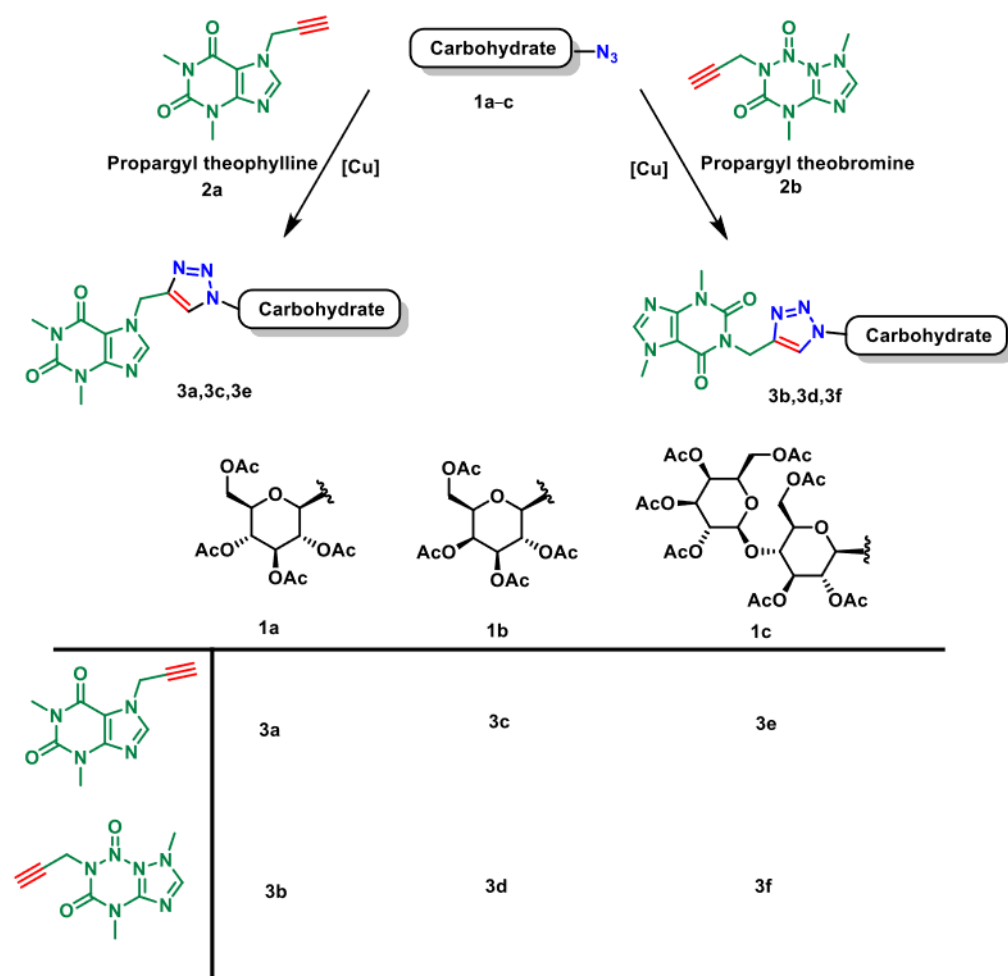 Carbohydrate N3
1a–c
Propargyl theophylline
2a
[Cu]
Propargyl theobromine
2b
[Cu]
O
N
N
O
N
N
O
N
N
N
N
O
N
N
N
N
N
Carbohydrate
O
N
N
O
N
N
3a,3c,3e
N
N
O
N
N
O
N
N
N
Carbohydrate
3b,3d,3f
OAc
O
AcO
OAc
OAc
1a
OAc
O
AcO
OAc
OAc
1b
AcO
OAc
AcO
O
OAc
AcO
O
O
AcO
OAc
1c
O
N
N
O
N
N
3a
3c
3e
O
N
N
N
N
O
N
N
3b
3d
3f